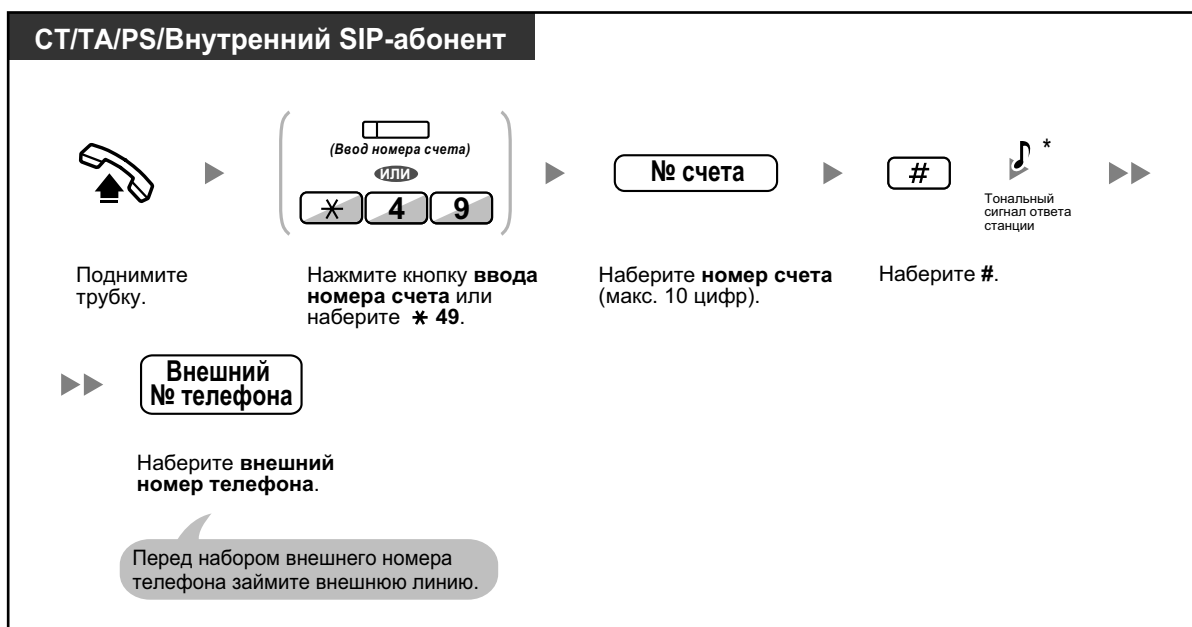 CT/TA/PS/Внутренний SIP-абонент
(Ввод номера счета)
или
* 4 9
№ счета
#
*
Тональный
сигнал ответа
станции
Поднимите
трубку.
Нажмите кнопку ввода
номера счета или
наберите * 49.
Наберите номер счета
(макс. 10 цифр).
Наберите #.
Внешний
№ телефона
Наберите внешний
номер телефона.
Перед набором внешнего номера
телефона займите внешнюю линию.